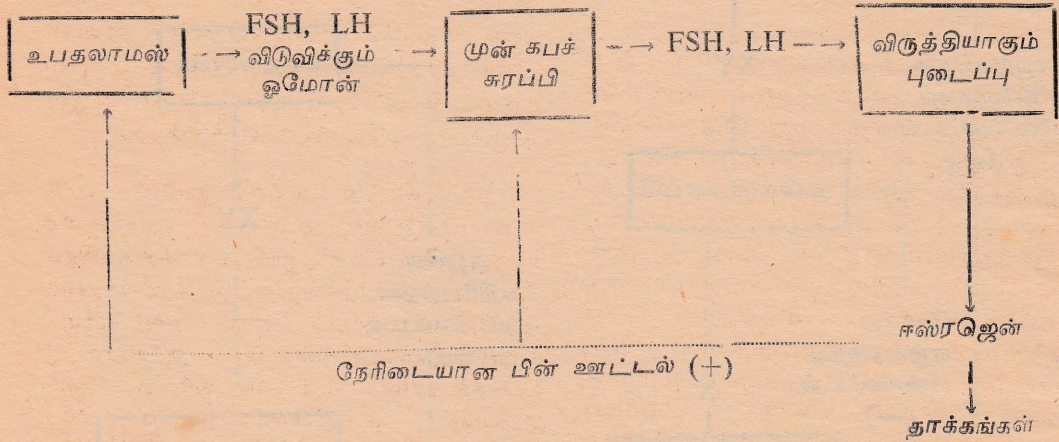 உபதலாமஸ்
FSH, LH
விடுவிக்கும்
ஓமோன்
முன் கபச்
சுரப்பி
FSH, LH
விருத்தியாகும்
புடைப்பு
ஈஸ்ரஜென்
நேரிடையான பின் ஊட்டல் (+)
தாக்கங்கள்